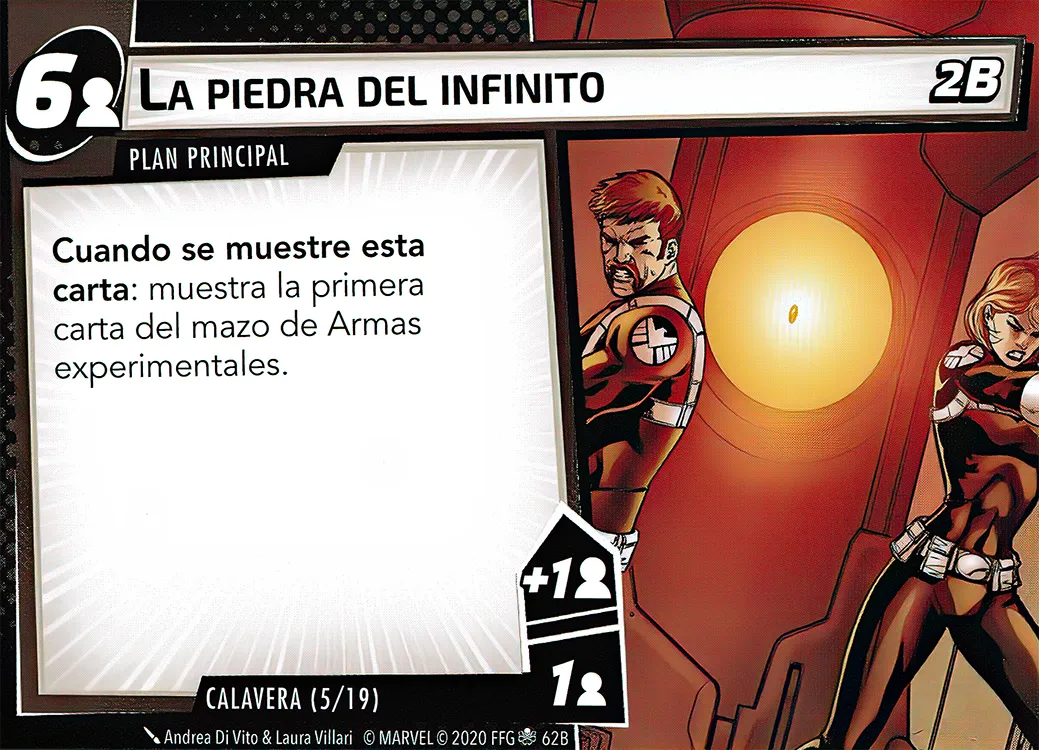 6
LA PIEDRA DEL INFINITO
2B
PLAN PRINCIPAL
Cuando se muestre esta
carta: muestra la primera
carta del mazo de Armas
experimentales.
+1
1
CALAVERA (5/19)
Andrea Di Vito & Laura Villari © MARVEL © 2020 FFG 62B